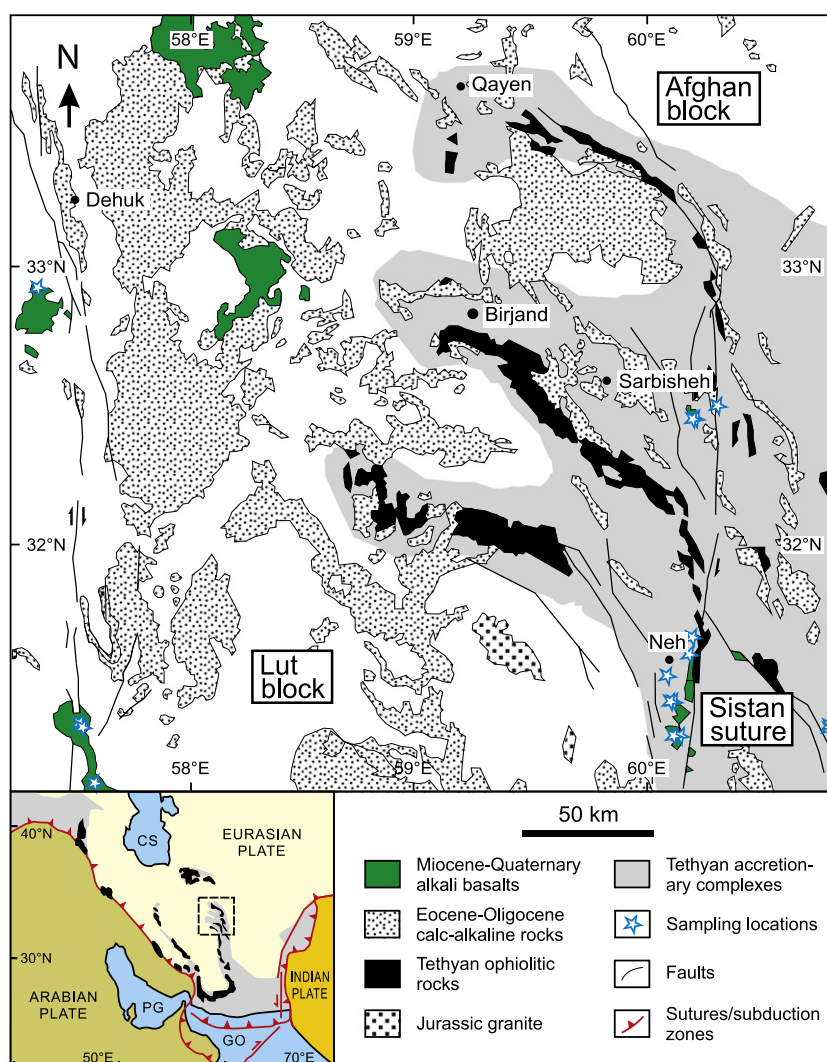 58°E
59°E
60°E
N
Qayen
Afghan
block
Dehuk
33°N
33°N
Birjand
Sarbisheh
32°N
32°N
Neh
Lut
block
Sistan
suture
58°E
59°E
60°E
50 km
40°N
CS
EURASIAN
PLATE
30°N
ARABIAN
PLATE
PG
GO
INDIAN
PLATE
50°E
70°E
Miocene-Quaternary
alkali basalts
Eocene-Oligocene
calc-alkaline rocks
Tethyan ophiolitic
rocks
Jurassic granite
Tethyan accretion-
ary complexes
Sampling locations
Faults
Sutures/subduction
zones